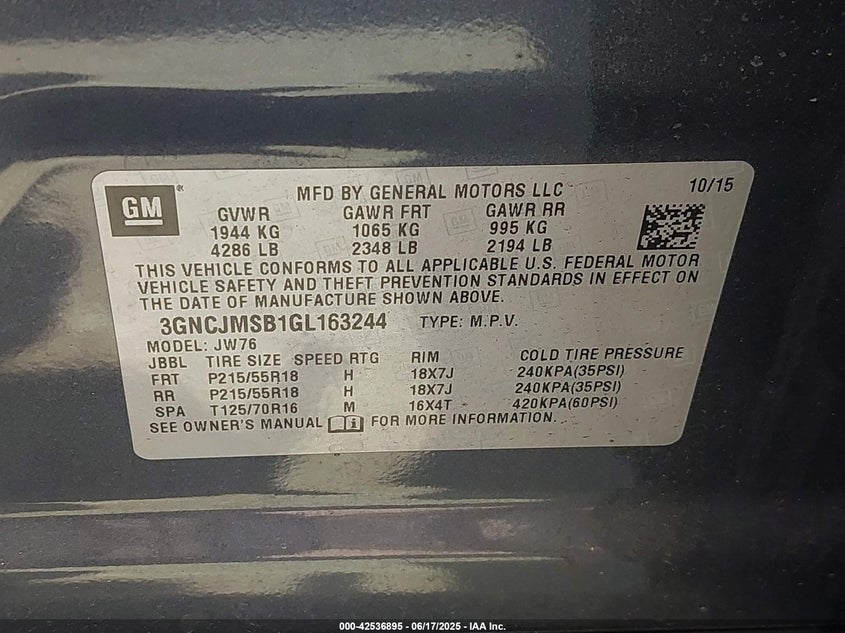 GM
MFD BY GENERAL MOTORS LLC 10/15
GVWR GAWR FRT GAWR RR
1944 KG 1065 KG 995 KG
4286 LB 2348 LB 2194 LB
THIS VEHICLE CONFORMS TO ALL APPLICABLE U.S. FEDERAL MOTOR
VEHICLE SAFETY AND THEFT PREVENTION STANDARDS IN EFFECT ON
THE DATE OF MANUFACTURE SHOWN ABOVE.
3GNCJMSB1GL163244 TYPE: M.P.V.
MODEL: JW76
JBBL TIRE SIZE SPEED RTG RIM COLD TIRE PRESSURE
FRT P215/55R18 H 18X7J 240KPA(35PSI)
RR P215/55R18 H 18X7J 240KPA(35PSI)
SPA T125/70R16 M 16X4T 420KPA(60PSI)
SEE OWNER'S MANUAL FOR MORE INFORMATION.
000-42536895 - 06/17/2025 - IAA Inc.